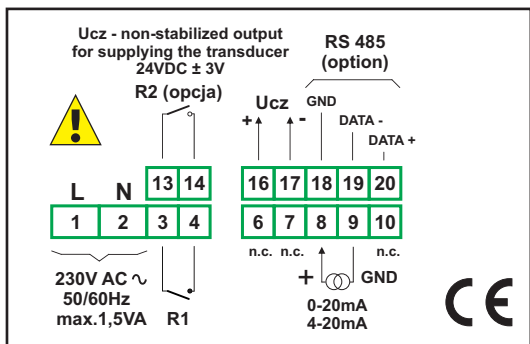 Ucz - non-stabilized output
for supplying the transducer
24VDC ± 3V
R2 (opcja)
RS 485
(option)
Ucz
+
-
GND
DATA -
DATA +
L N
13 14
16 17 18 19 20
1 2 3 4
6 7 8 9 10
n.c. n.c. n.c.
+ GND
230V AC ∿
50/60Hz
max.1,5VA
R1
0-20mA
4-20mA
CE